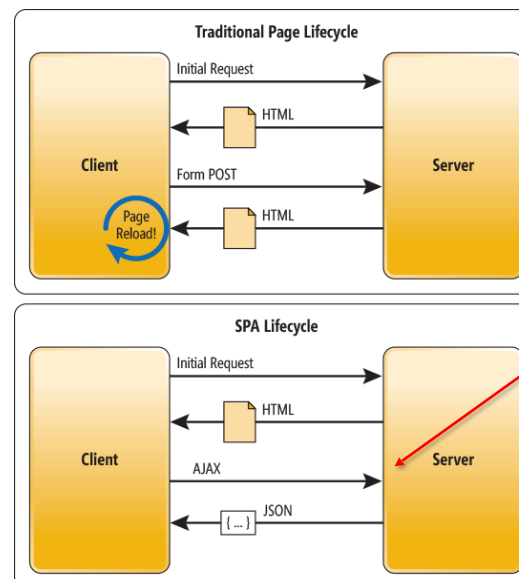 Traditional Page Lifecycle
Initial Request
HTML
Client
Server
Form POST
Page
Reload!
HTML
SPA Lifecycle
Initial Request
HTML
Client
Server
AJAX
JSON
{ ... }